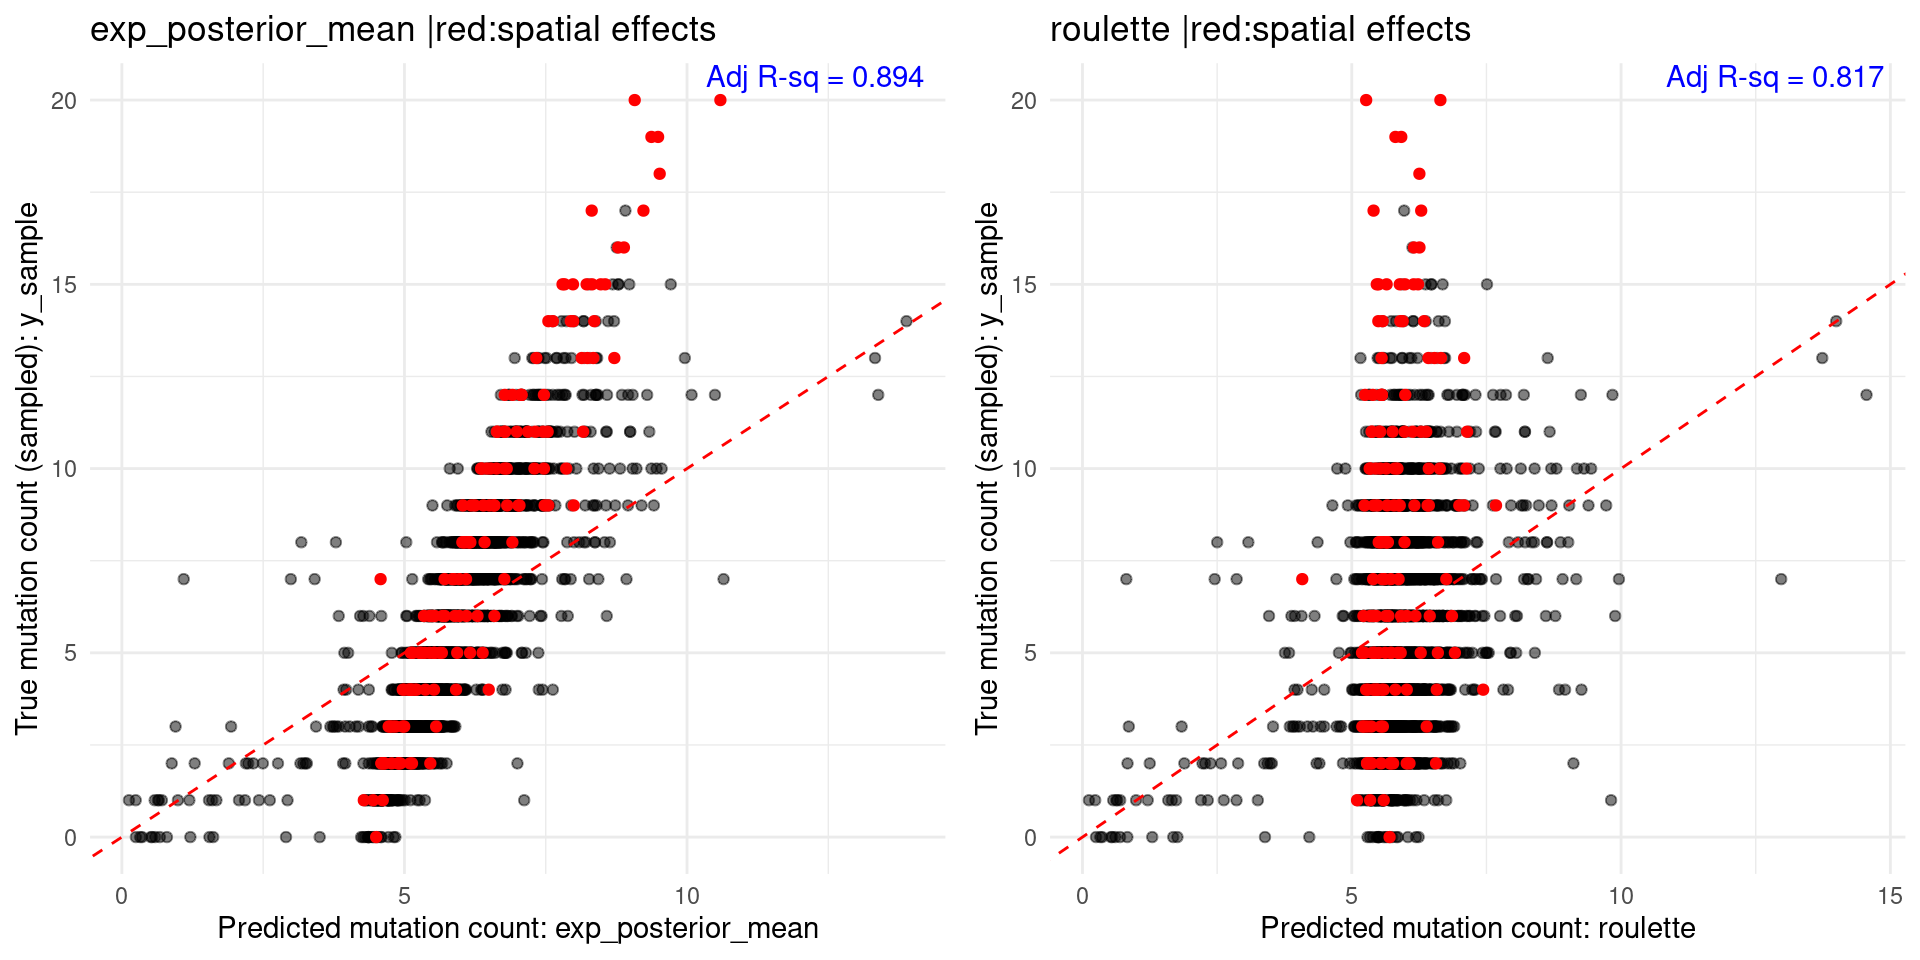 exp_posterior_mean |red:spatial effects
Adj R-sq = 0.894
True mutation count (sampled): y_sample
20
15
10
5
0
0
5
10
Predicted mutation count: exp_posterior_mean
roulette |red:spatial effects
Adj R-sq = 0.817
True mutation count (sampled): y_sample
20
15
10
5
0
0
5
10
15
Predicted mutation count: roulette